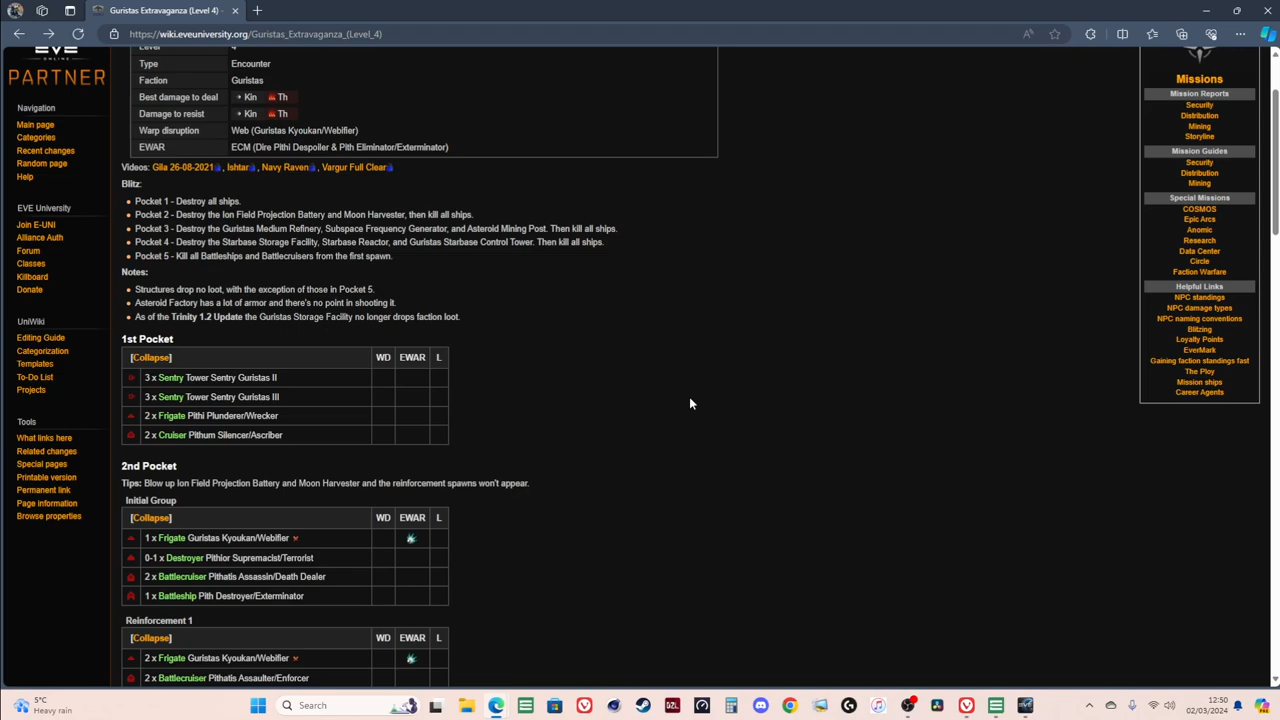 Guristas Extravaganza (Level 4) -
https://wiki.eveuniversity.org/Guristas_Extravaganza_(Level_4)
EVE
ONLINE
PARTNER
Navigation
Main page
Categories
Recent changes
Random page
Help
EVE University
Join E-UNI
Alliance Auth
Forum
Classes
Killboard
Donate
UniWiki
Editing Guide
Categorization
Templates
To-Do List
Projects
Tools
What links here
Related changes
Special pages
Printable version
Permanent link
Page information
Browse properties
Level 4
Type Encounter
Faction Guristas
Best damage to deal Kin Th
Damage to resist Kin Th
Warp disruption Web (Guristas Kyoukan/Webifier)
EWAR ECM (Dire Pithi Despoiler & Pith Eliminator/Exterminator)
Videos: Gila 26-08-2021, Ishtar, Navy Raven, Vargur Full Clear
Blitz:
Pocket 1 - Destroy all ships.
Pocket 2 - Destroy the Ion Field Projection Battery and Moon Harvester, then kill all ships.
Pocket 3 - Destroy the Guristas Medium Refinery, Subspace Frequency Generator, and Asteroid Mining Post. Then kill all ships.
Pocket 4 - Destroy the Starbase Storage Facility, Starbase Reactor, and Guristas Starbase Control Tower. Then kill all ships.
Pocket 5 - Kill all Battleships and Battlecruisers from the first spawn.
Notes:
Structures drop no loot, with the exception of those in Pocket 5.
Asteroid Factory has a lot of armor and there's no point in shooting it.
As of the Trinity 1.2 Update the Guristas Storage Facility no longer drops faction loot.
1st Pocket
[Collapse] WD EWAR L
3 x Sentry Tower Sentry Guristas II
3 x Sentry Tower Sentry Guristas III
2 x Frigate Pithi Plunderer/Wrecker
2 x Cruiser Pithum Silencer/Ascriber
2nd Pocket
Tips: Blow up Ion Field Projection Battery and Moon Harvester and the reinforcement spawns won't appear.
Initial Group
[Collapse] WD EWAR L
1 x Frigate Guristas Kyoukan/Webifier
0-1 x Destroyer Pithior Supremacist/Terrorist
2 x Battlecruiser Pithatis Assassin/Death Dealer
1 x Battleship Pith Destroyer/Exterminator
Reinforcement 1
[Collapse] WD EWAR L
2 x Frigate Guristas Kyoukan/Webifier
2 x Battlecruiser Pithatis Assaulter/Enforcer
Missions
Mission Reports
Security
Distribution
Mining
Storyline
Mission Guides
Security
Distribution
Mining
Special Missions
COSMOS
Epic Arcs
Anomic
Research
Data Center
Circle
Faction Warfare
Helpful Links
NPC standings
NPC damage types
NPC naming conventions
Blitzing
Loyalty Points
EverMark
Gaining faction standings fast
The Ploy
Mission ships
Career Agents
5°C
Heavy rain
Search
12:50
02/03/2024